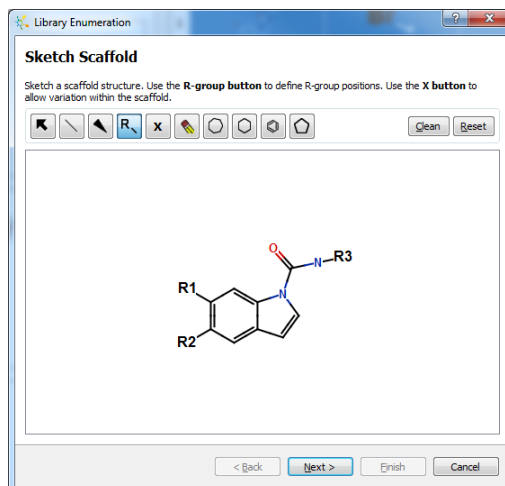 Library Enumeration
?
X
Sketch Scaffold
Sketch a scaffold structure. Use the R-group button to define R-group positions. Use the X button to
allow variation within the scaffold.
R
X
Clean
Reset
O
N
R3
R1
N
R2
< Back
Next >
Finish
Cancel